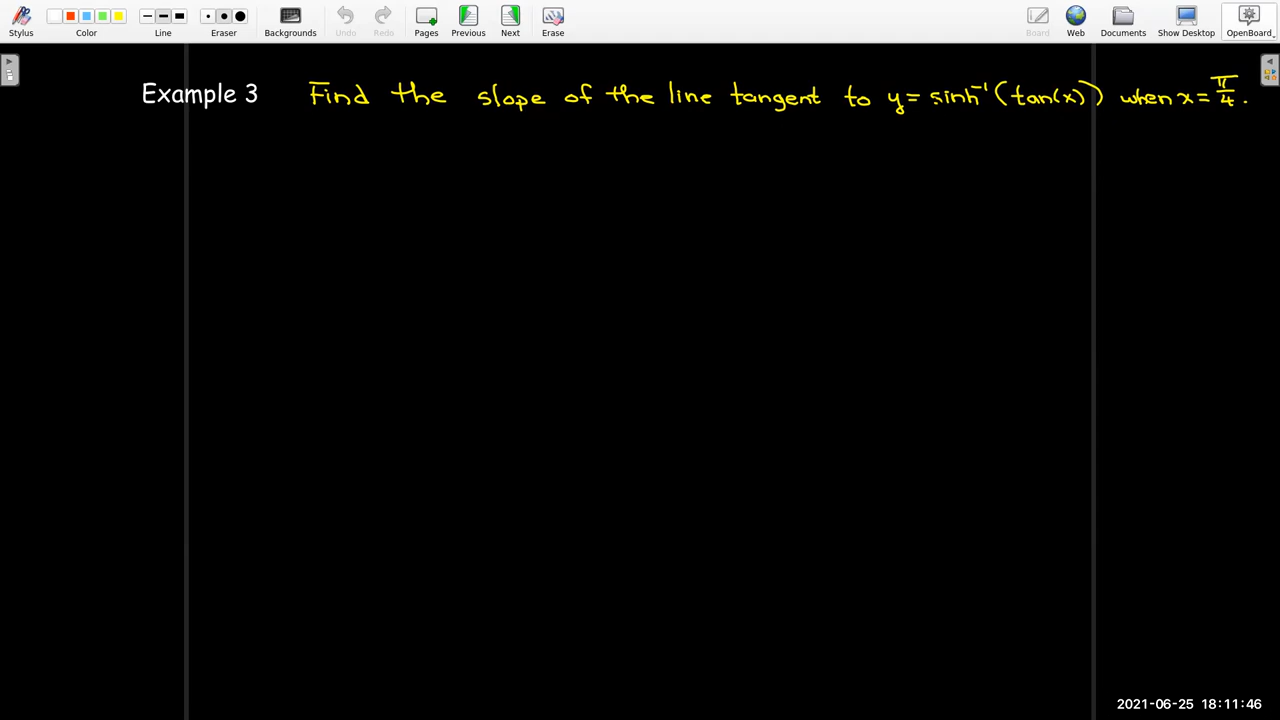 Stylus Color Line Eraser Backgrounds Undo Redo Pages Previous Next Erase Board Web Documents Show Desktop OpenBoard
Example 3 Find the slope of the line tangent to y = sinh⁻¹(tan(x)) when x = π/4.
2021-06-25 18:11:46